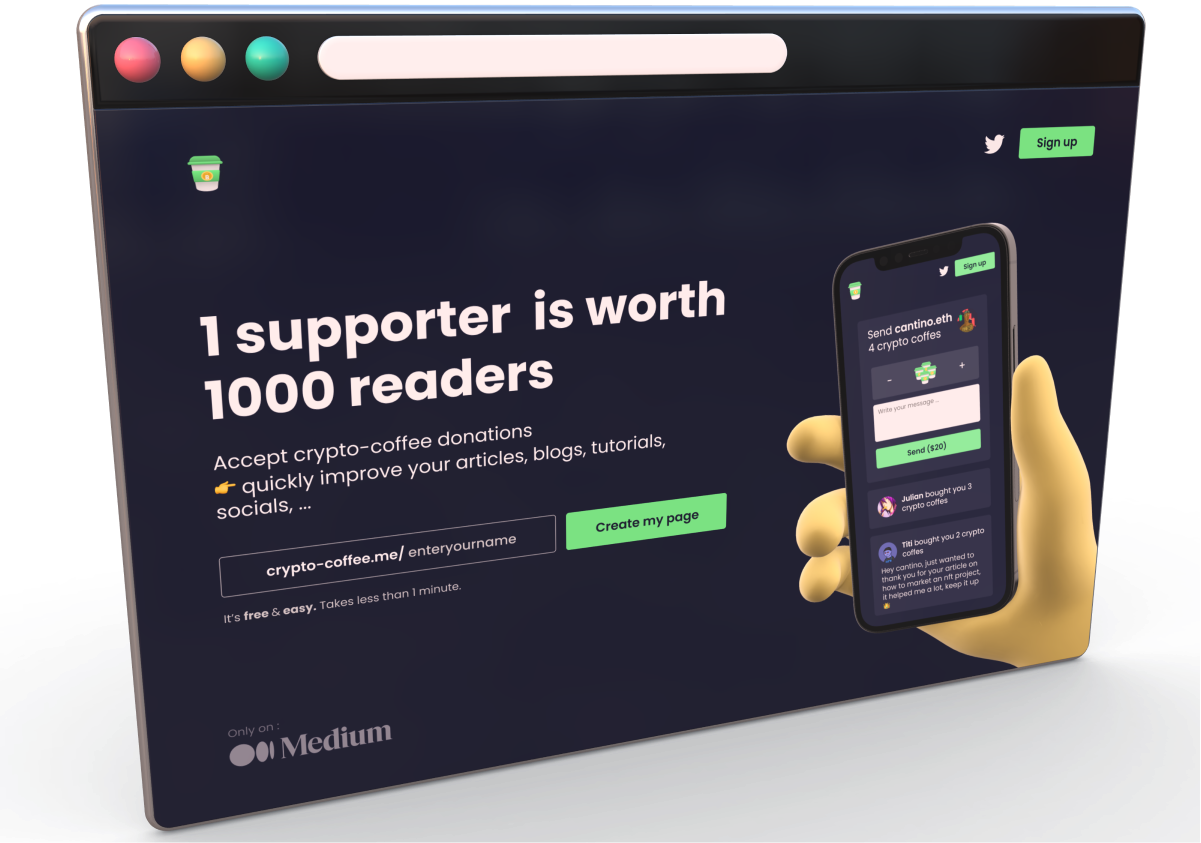 Sign up
1 supporter is worth
1000 readers
Accept crypto-coffee donations
👉 quickly improve your articles, blogs, tutorials,
socials, ...
crypto-coffee.me/ enteryourname
Create my page
It's free & easy. Takes less than 1 minute.
Only on :
Medium
Sign up
Send cantino.eth
4 crypto coffes
- +
Write your message ...
Send ($20)
Julian bought you 3
crypto coffees
Titi bought you 2 crypto
coffees
Hey cantino, just wanted to
thank you for your article on
how to market an nft project,
it helped me a lot, keep it up